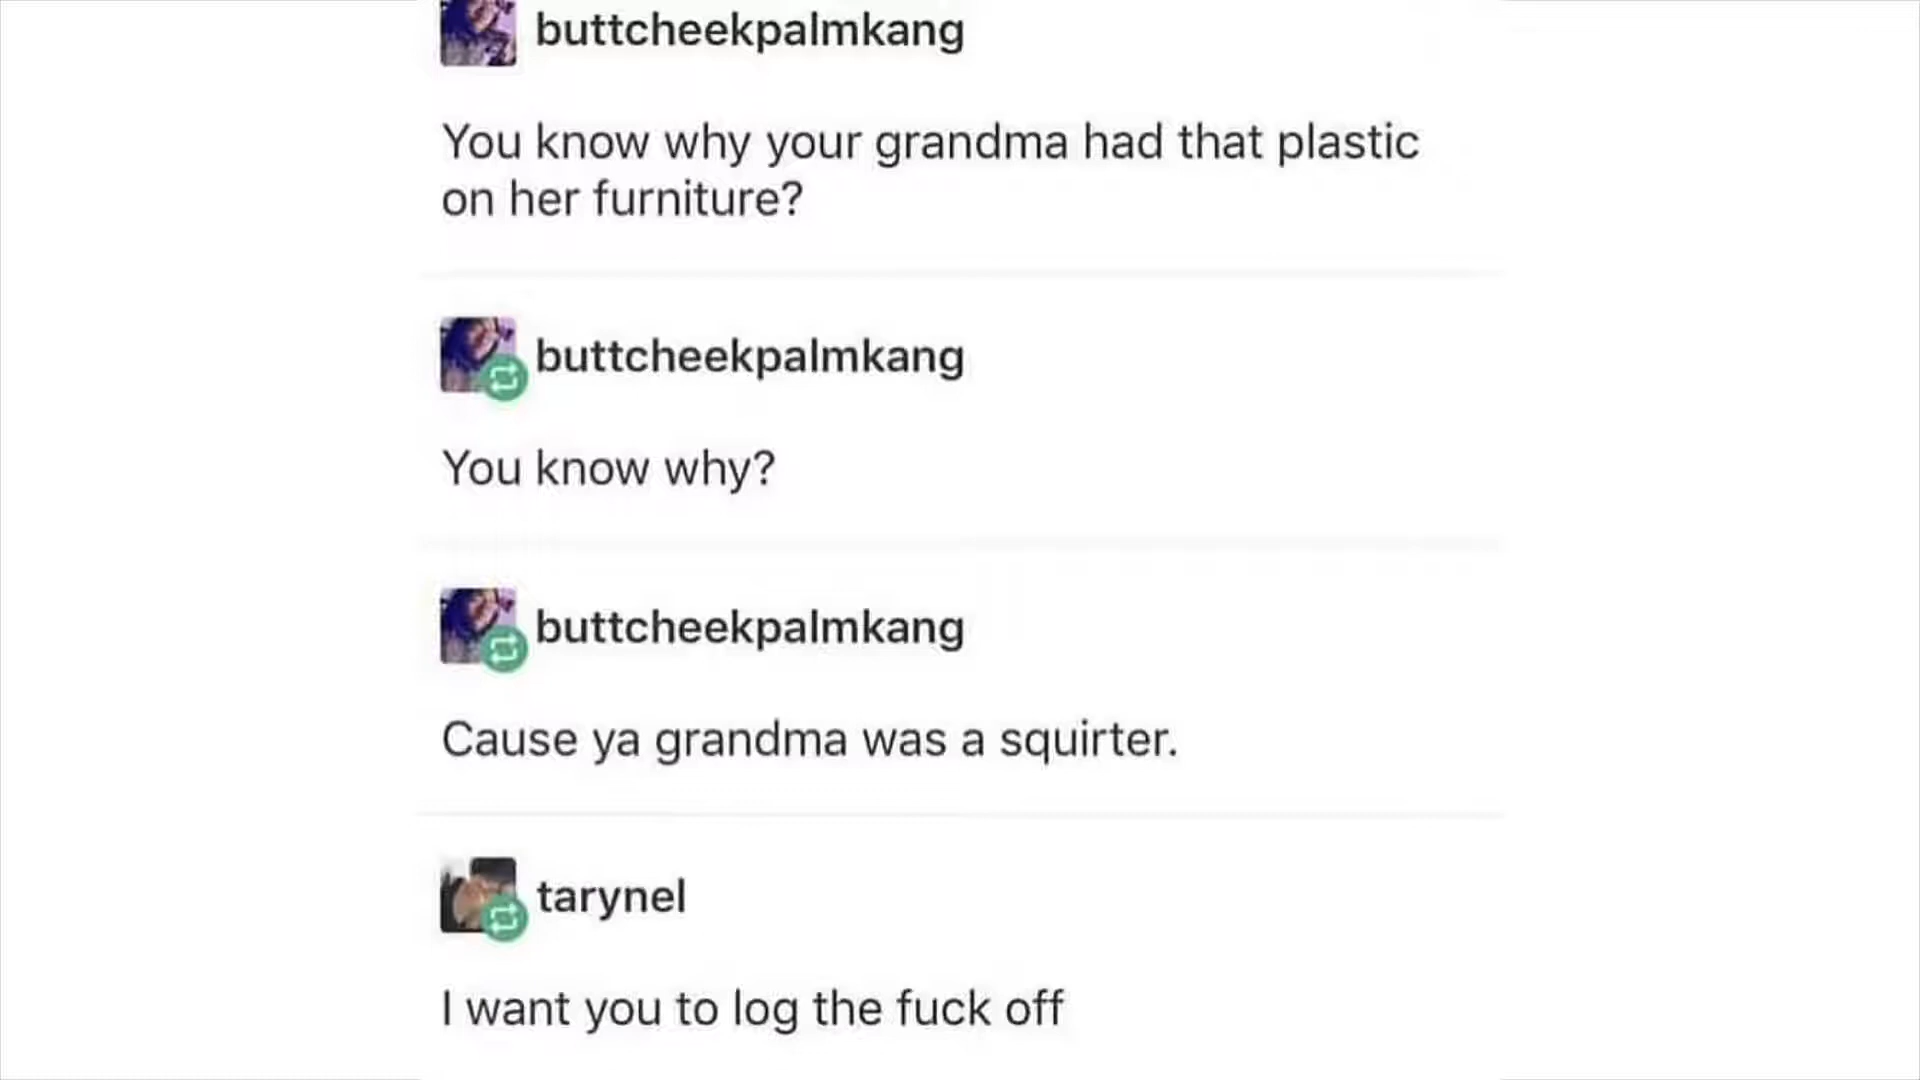 buttcheekpalmkang
You know why your grandma had that plastic
on her furniture?
buttcheekpalmkang
You know why?
buttcheekpalmkang
Cause ya grandma was a squirter.
tarynel
I want you to log the fuck off